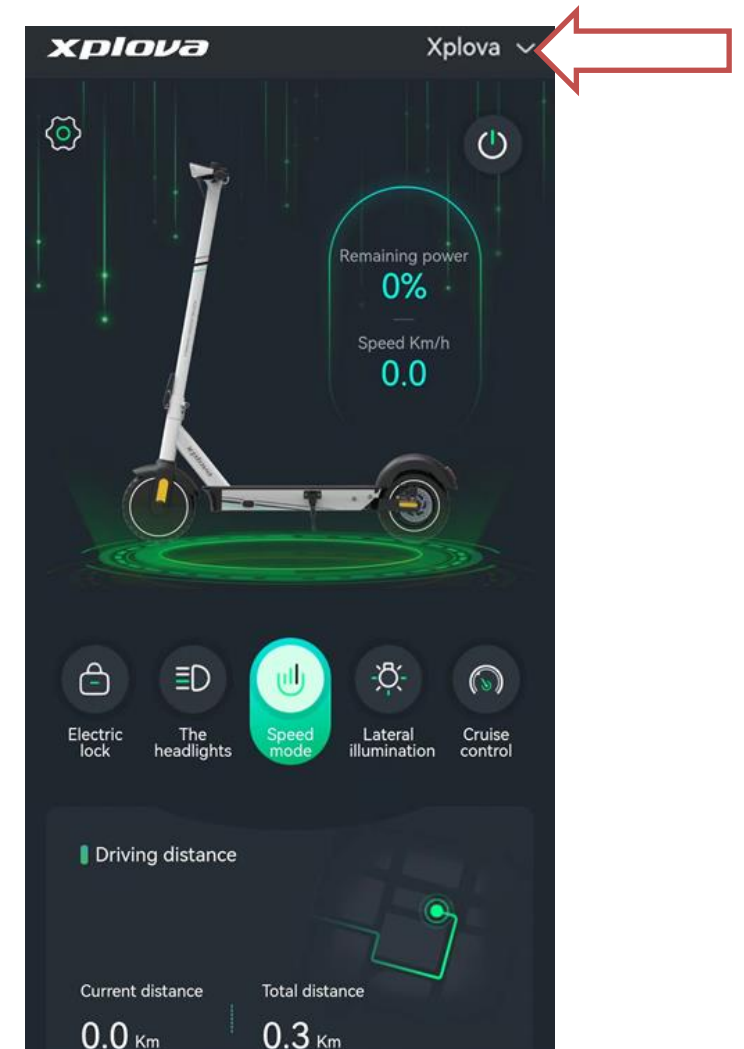 xplova
Xplova
Remaining power
0%
Speed Km/h
0.0
xplova
Electric
lock
The
headlights
Speed
mode
Lateral
illumination
Cruise
control
Driving distance
Current distance
Total distance
0.0 Km
0.3 Km